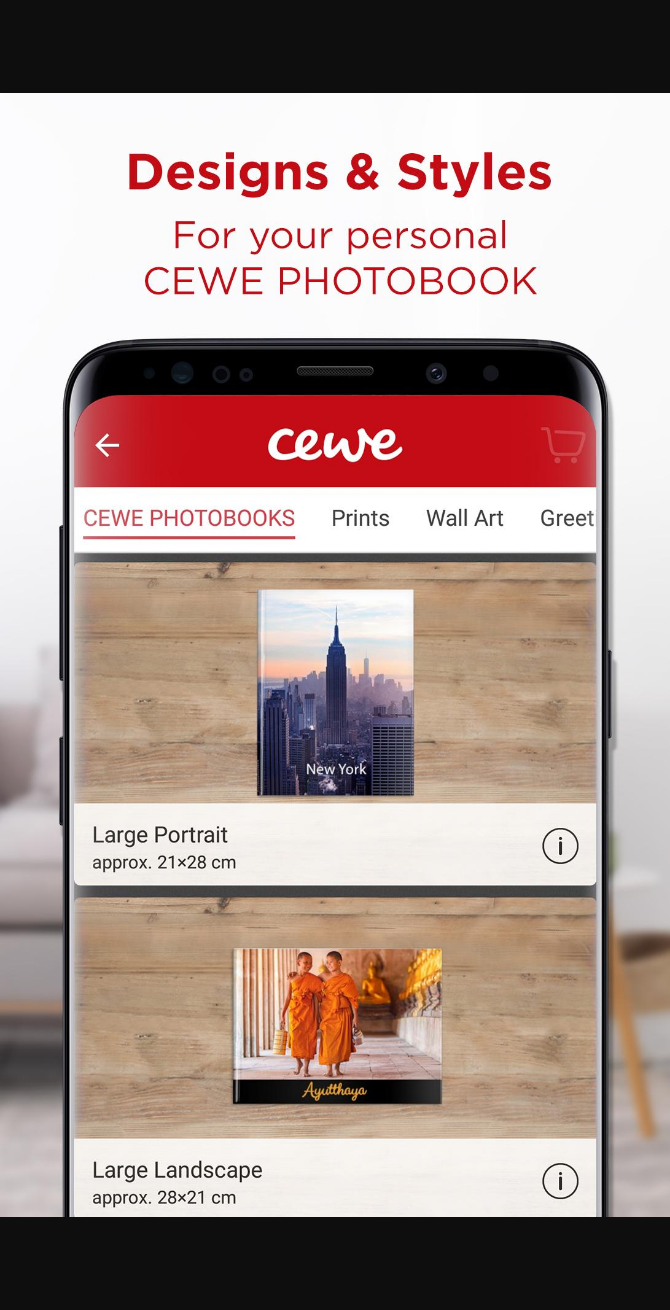 Designs & Styles
For your personal
CEWE PHOTOBOOK
cewe
CEWE PHOTOBOOKS Prints Wall Art Greet
New York
Large Portrait
approx. 21×28 cm
i
Ayutthaya
Large Landscape
approx. 28×21 cm
i